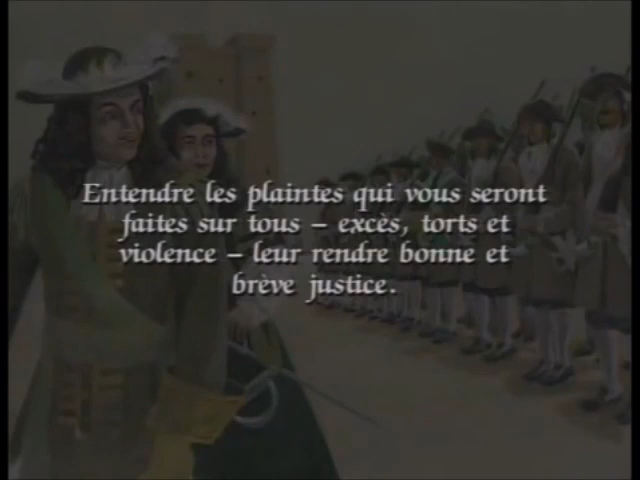 Entendre les plaintes qui vous seront
faites sur tous – excès, torts et
violence – leur rendre bonne et
brève justice.